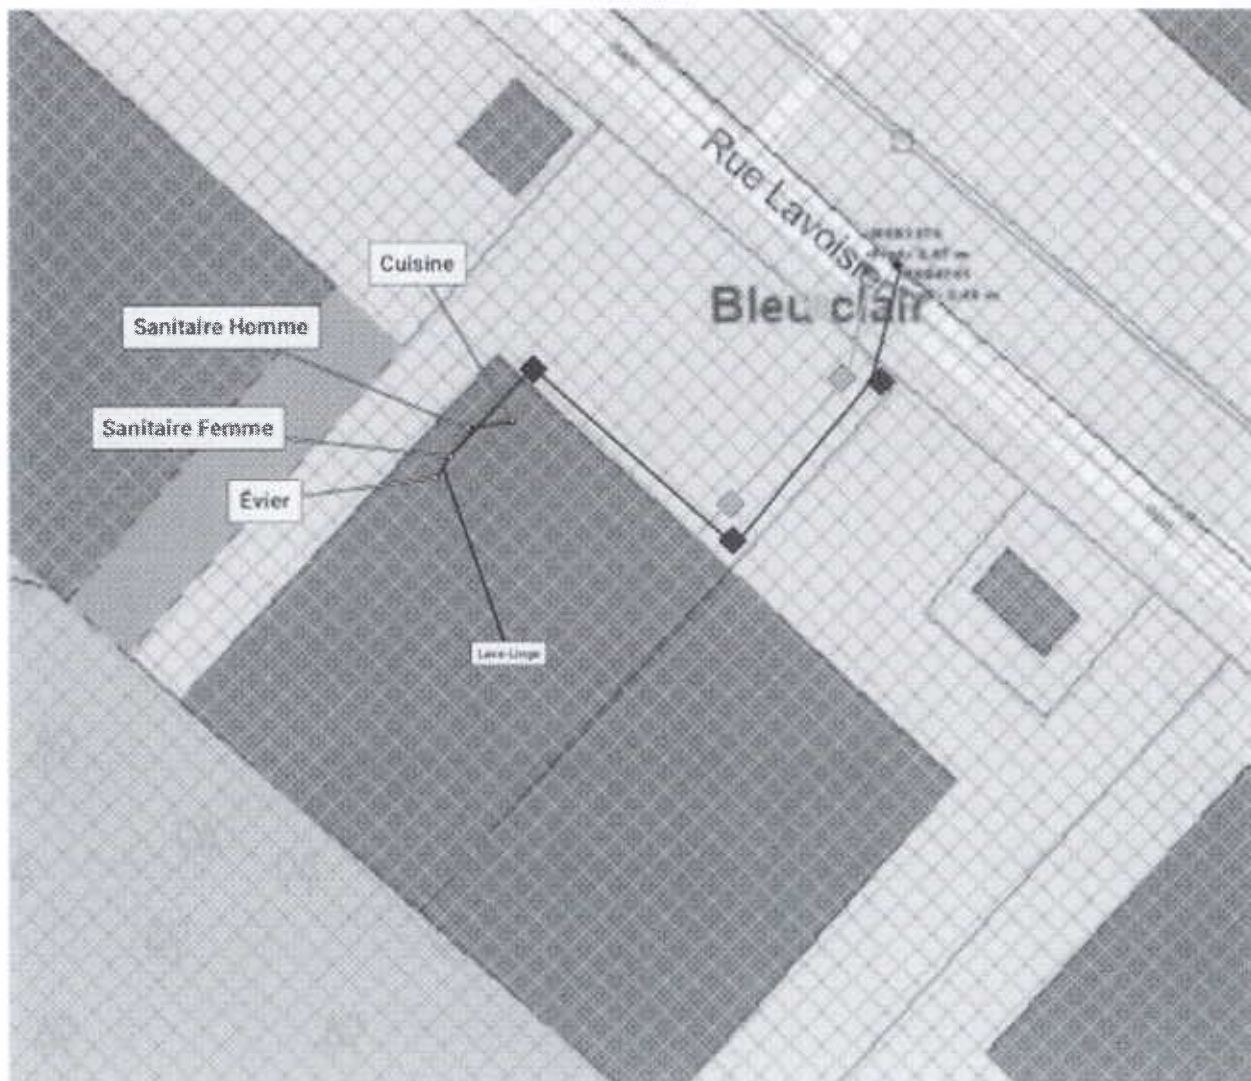 Rue Lavoisier
Cuisine
Bleu clair
Sanitaire Homme
Sanitaire Femme
Évier
Lave-Linge